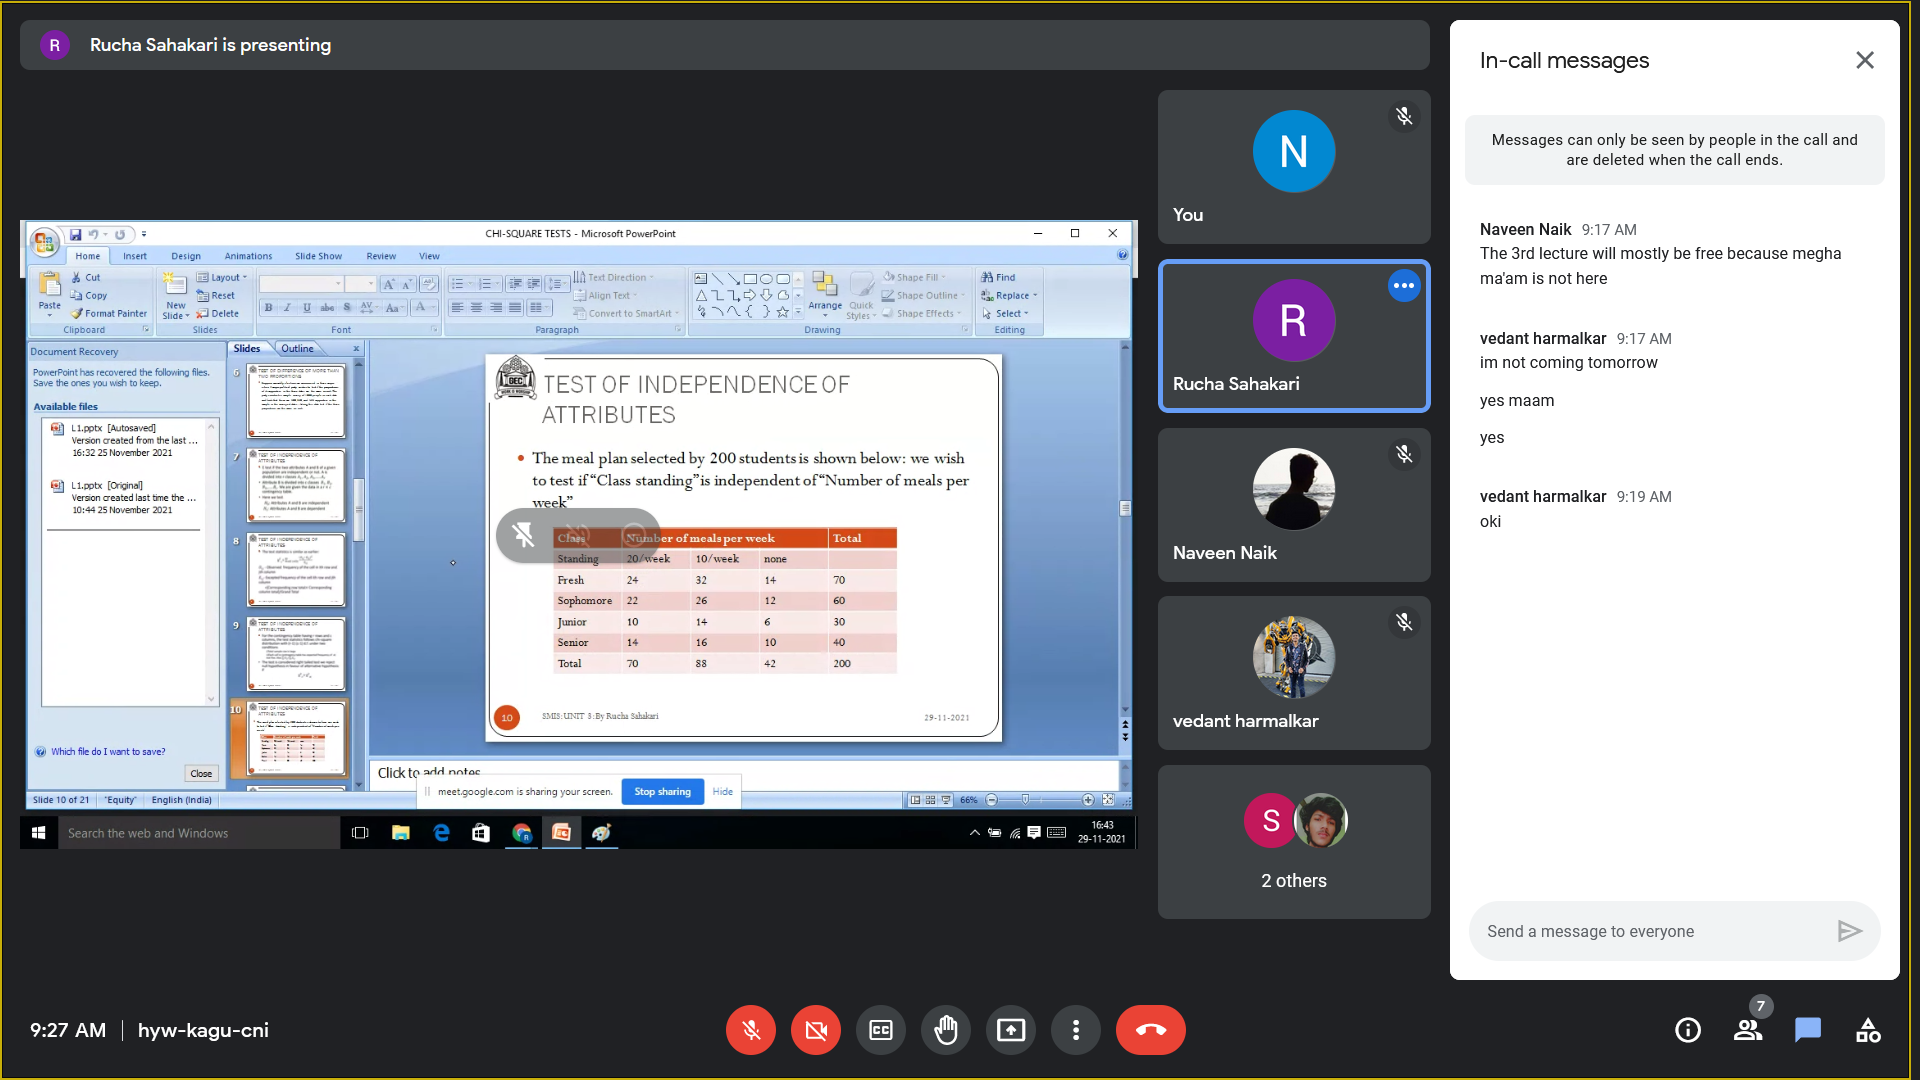 R Rucha Sahakari is presenting
CHI-SQUARE TESTS - Microsoft PowerPoint
Home Insert Design Animations Slide Show Review View
Paste
Cut
Copy
Format Painter
Clipboard
New
Slide
Layout
Reset
Delete
Slides
Font
Text Direction
Align Text
Convert to SmartArt
Paragraph
Arrange
Quick
Styles
Shape Fill
Shape Outline
Shape Effects
Drawing
Find
Replace
Select
Editing
Document Recovery
PowerPoint has recovered the following files.
Save the ones you wish to keep.
Available files
L1.pptx [Autosaved]
Version created from the last ...
16:32 25 November 2021
L1.pptx [Original]
Version created last time the ...
10:44 25 November 2021
Which file do I want to save?
Close
Slides Outline
7
8
9
10
GEC
TEST OF INDEPENDENCE OF
ATTRIBUTES
The meal plan selected by 200 students is shown below: we wish
to test if "Class standing" is independent of "Number of meals per
week"
Class Number of meals per week Total
Standing 20/week 10/week none
Fresh 24 32 14 70
Sophomore 22 26 12 60
Junior 10 14 6 30
Senior 14 16 10 40
Total 70 88 42 200
10 SMIS: UNIT 3: By Rucha Sahakari 29-11-2021
Click to add notes
meet.google.com is sharing your screen. Stop sharing Hide
Slide 10 of 21 "Equity" English (India) 66%
Search the web and Windows
16:43
29-11-2021
N
You
R
Rucha Sahakari
Naveen Naik
vedant harmalkar
S
2 others
In-call messages
Messages can only be seen by people in the call and
are deleted when the call ends.
Naveen Naik 9:17 AM
The 3rd lecture will mostly be free because megha
ma'am is not here
vedant harmalkar 9:17 AM
im not coming tomorrow
yes maam
yes
vedant harmalkar 9:19 AM
oki
Send a message to everyone
9:27 AM hyw-kagu-cni
CC
7